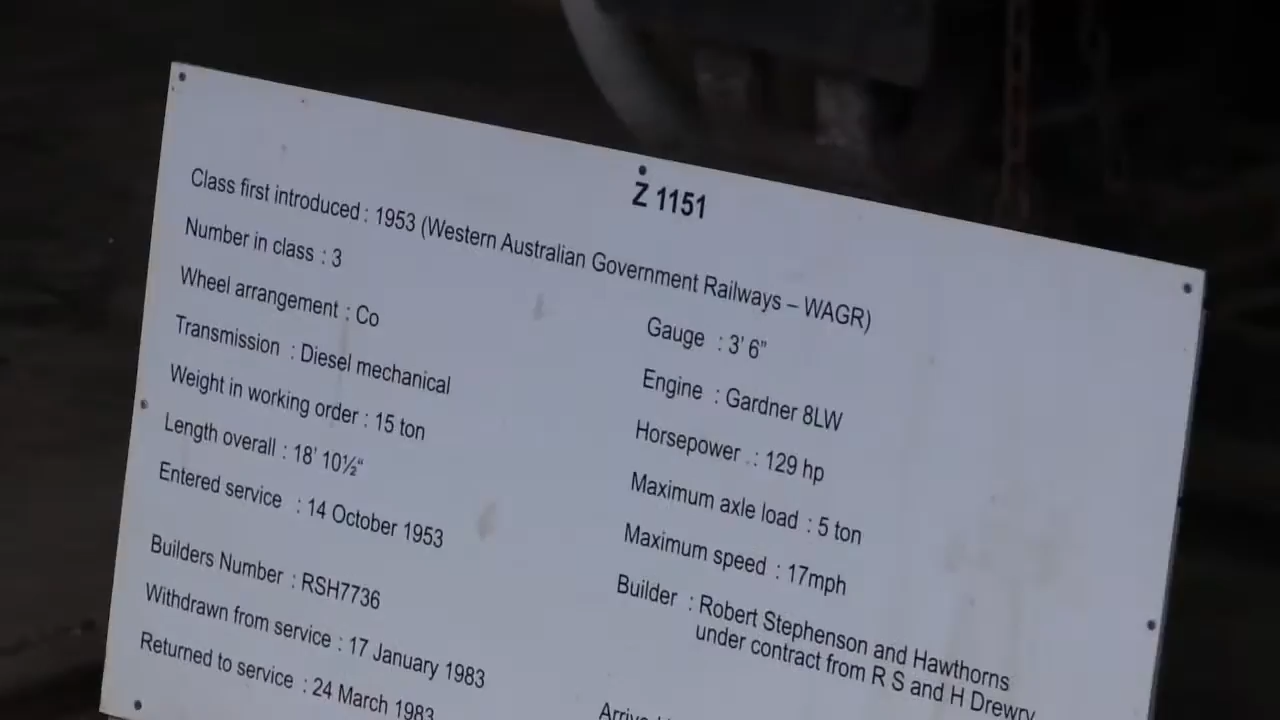 Z 1151
Class first introduced : 1953 (Western Australian Government Railways – WAGR)
Number in class : 3
Wheel arrangement : Co
Transmission : Diesel mechanical
Weight in working order : 15 ton
Length overall : 18' 10½"
Entered service : 14 October 1953
Builders Number : RSH7736
Withdrawn from service : 17 January 1983
Returned to service : 24 March 1983
Gauge : 3' 6"
Engine : Gardner 8LW
Horsepower : 129 hp
Maximum axle load : 5 ton
Maximum speed : 17mph
Builder : Robert Stephenson and Hawthorns
under contract from R S and H Drewry